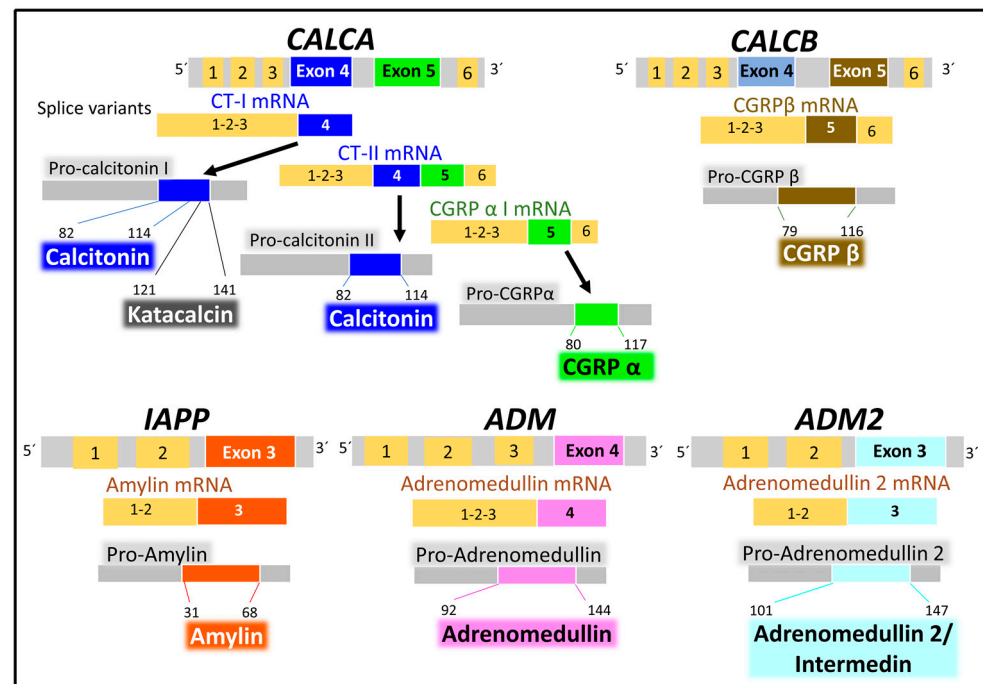 CALCA
5´ 1 2 3 Exon 4 Exon 5 6 3´
Splice variants
CT-I mRNA
1-2-3 4
Pro-calcitonin I
82 114
Calcitonin
121 141
Katacalcin
CT-II mRNA
1-2-3 4 5 6
Pro-calcitonin II
82 114
Calcitonin
CGRP α I mRNA
1-2-3 5 6
Pro-CGRPα
80 117
CGRP α
CALCB
5´ 1 2 3 Exon 4 Exon 5 6 3´
CGRPβ mRNA
1-2-3 5 6
Pro-CGRP β
79 116
CGRP β
IAPP
5´ 1 2 Exon 3 3´
Amylin mRNA
1-2 3
Pro-Amylin
31 68
Amylin
ADM
5´ 1 2 3 Exon 4 3´
Adrenomedullin mRNA
1-2-3 4
Pro-Adrenomedullin
92 144
Adrenomedullin
ADM2
5´ 1 2 Exon 3 3´
Adrenomedullin 2 mRNA
1-2 3
Pro-Adrenomedullin 2
101 147
Adrenomedullin 2/
Intermedin